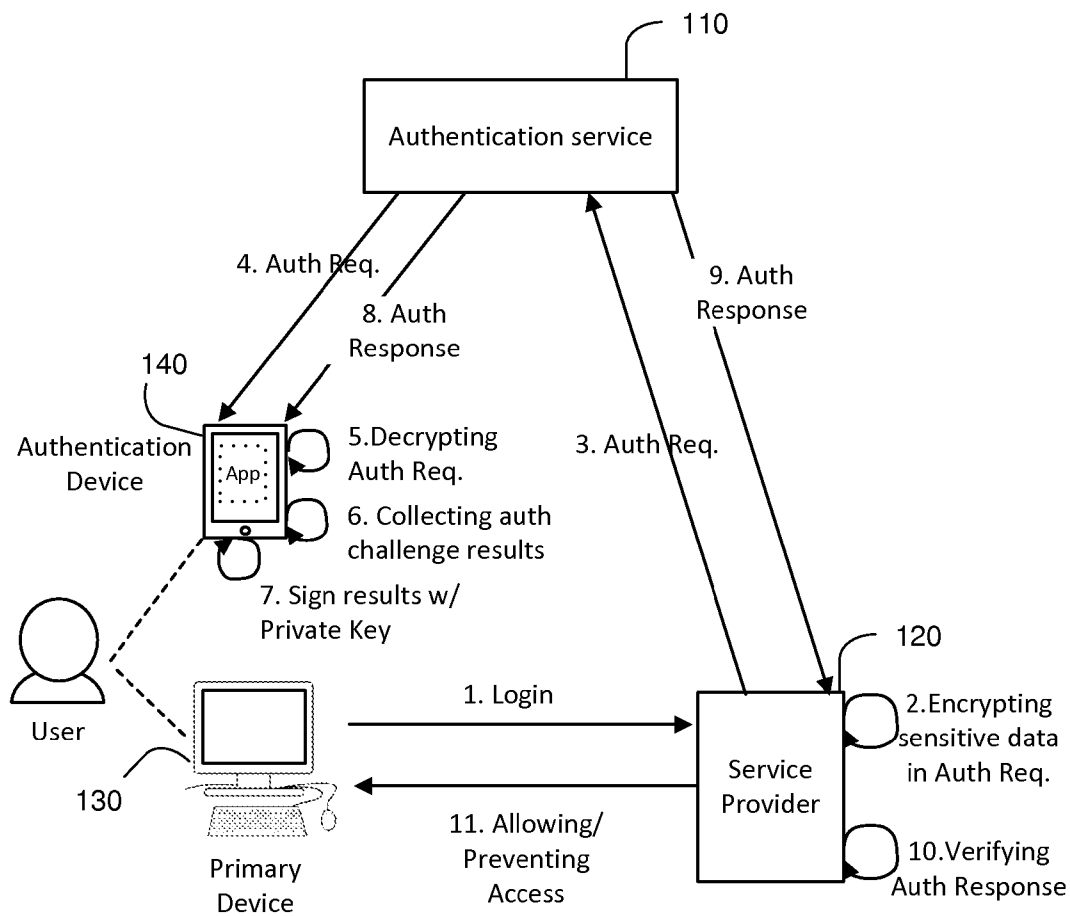 110
Authentication service
4. Auth Req.
9. Auth
Response
8. Auth
Response
140
Authentication
Device
App
5.Decrypting
Auth Req.
3. Auth Req.
6. Collecting auth
challenge results
7. Sign results w/
Private Key
120
User
1. Login
2.Encrypting
sensitive data
in Auth Req.
Service
Provider
130
11. Allowing/
Preventing
Access
10.Verifying
Auth Response
Primary
Device